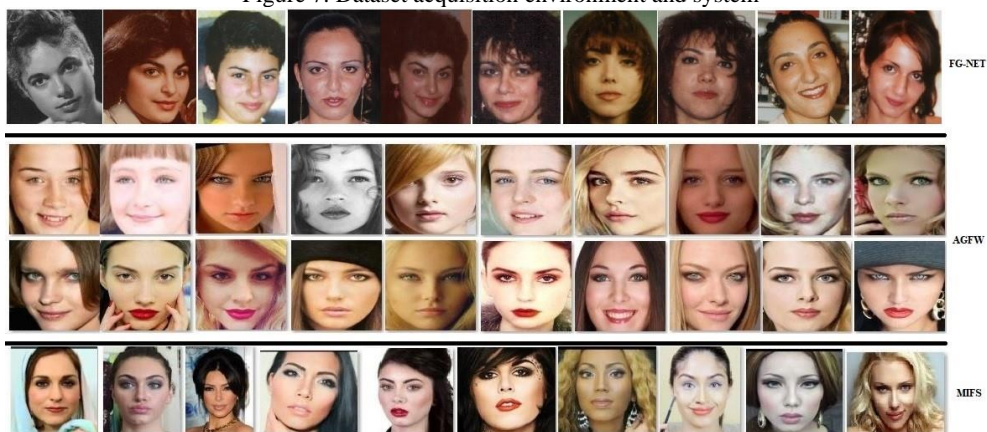 Figure 7. Dataset acquisition environment and system
FG-NET
AGFW
MIFS